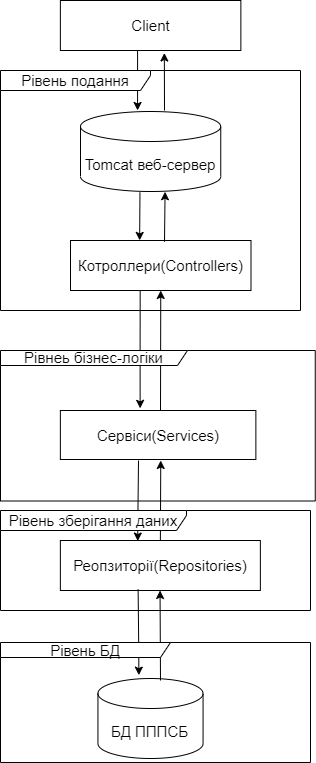 Client
Рівень подання
Tomcat веб-сервер
Котроллери(Controllers)
Рівнеь бізнес-логіки
Сервіси(Services)
Рівень зберігання даних
Реопзиторії(Repositories)
Рівень БД
БД ПППСБ